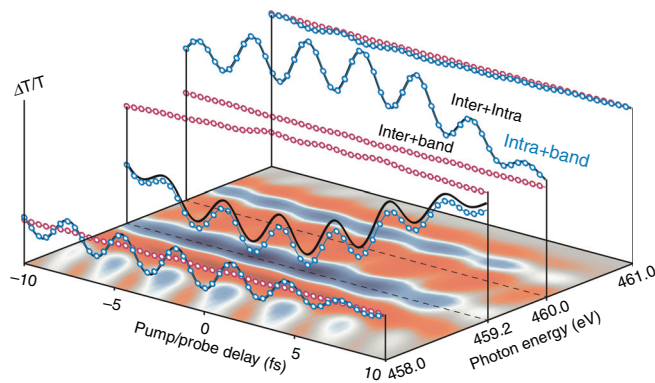 ΔT/T
Inter+Intra
Inter+band
Intra+band
−10
−5
0
5
10
Pump/probe delay (fs)
458.0
459.2
460.0
461.0
Photon energy (eV)